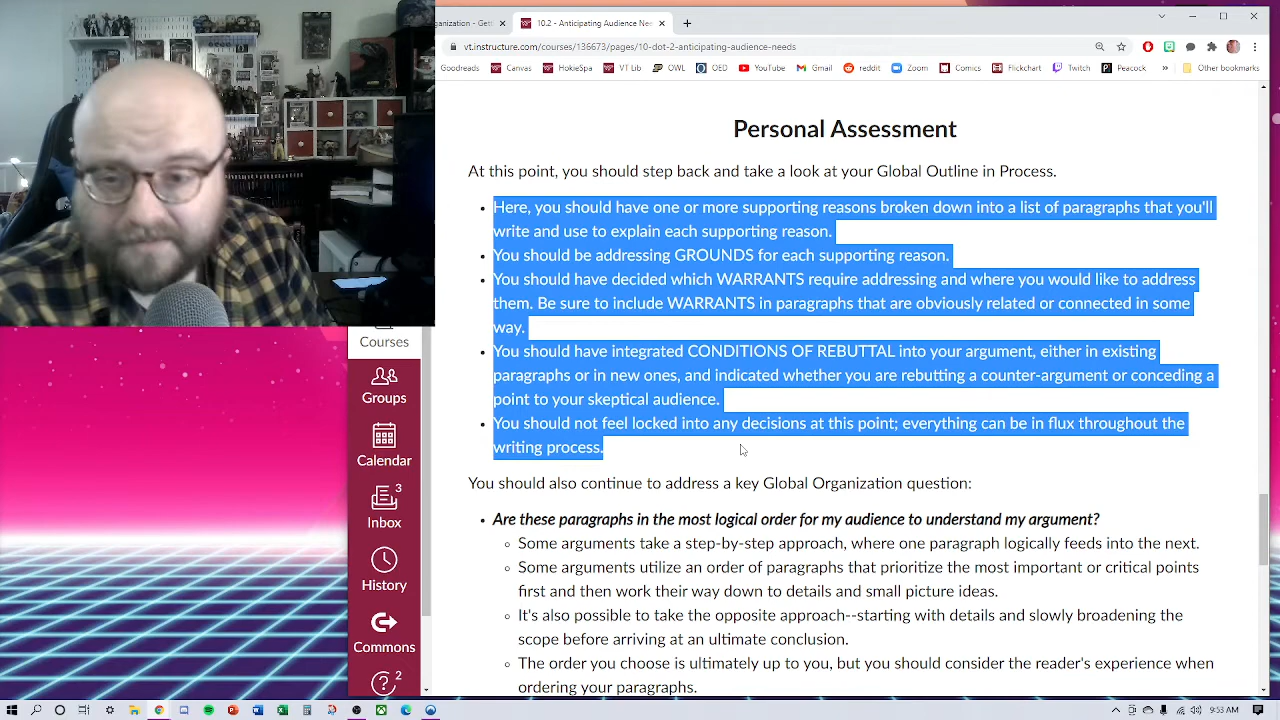 ganization - Gett
10.2 - Anticipating Audience Nee
vt.instructure.com/courses/136673/pages/10-dot-2-anticipating-audience-needs
Goodreads Canvas HokieSpa VT Lib OWL OED YouTube Gmail reddit Zoom Comics Flickchart Twitch Peacock » Other bookmarks
Personal Assessment
At this point, you should step back and take a look at your Global Outline in Process.
Here, you should have one or more supporting reasons broken down into a list of paragraphs that you'll
write and use to explain each supporting reason.
You should be addressing GROUNDS for each supporting reason.
You should have decided which WARRANTS require addressing and where you would like to address
them. Be sure to include WARRANTS in paragraphs that are obviously related or connected in some
way.
You should have integrated CONDITIONS OF REBUTTAL into your argument, either in existing
paragraphs or in new ones, and indicated whether you are rebutting a counter-argument or conceding a
point to your skeptical audience.
You should not feel locked into any decisions at this point; everything can be in flux throughout the
writing process.
You should also continue to address a key Global Organization question:
Are these paragraphs in the most logical order for my audience to understand my argument?
Some arguments take a step-by-step approach, where one paragraph logically feeds into the next.
Some arguments utilize an order of paragraphs that prioritize the most important or critical points
first and then work their way down to details and small picture ideas.
It's also possible to take the opposite approach--starting with details and slowly broadening the
scope before arriving at an ultimate conclusion.
The order you choose is ultimately up to you, but you should consider the reader's experience when
ordering your paragraphs.
Courses
Groups
Calendar
3
Inbox
History
Commons
2
9:53 AM